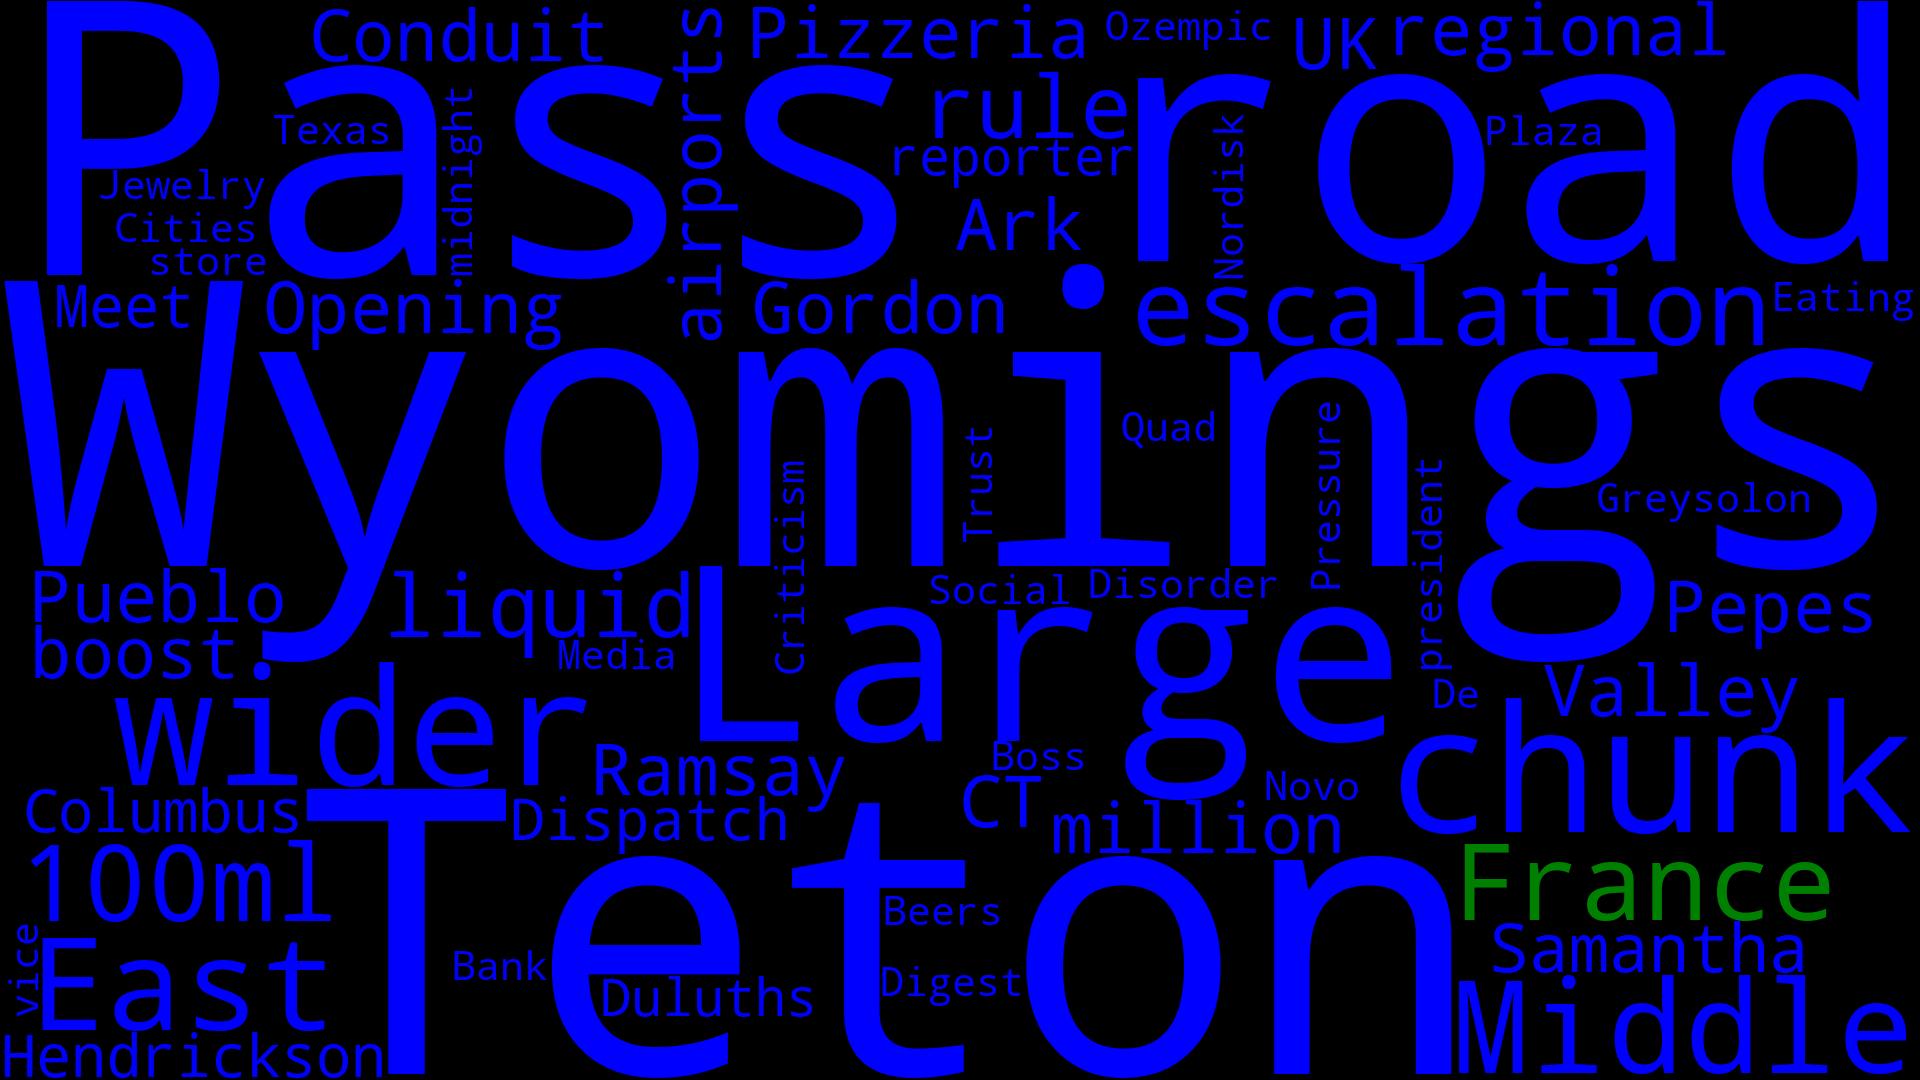 Pass
road
Conduit
airports
Pizzeria
Ozempic
UK
regional
Texas
midnight
rule
reporter
Nordisk
Plaza
Jewelry
Cities
store
Ark
Meet
Opening
Gordon
escalation
Eating
Wyomings
Criticism
Trust
Quad
Pressure
president
Greysolon
Pueblo
boost
liquid
Media
Large
Social
Disorder
Pepes
wider
De
Valley
chunk
Ramsay
Boss
CT
Novo
million
Columbus
Teton
Dispatch
100ml
France
vice
East
Bank
Duluths
Beers
Digest
Samantha
Middle
Hendrickson